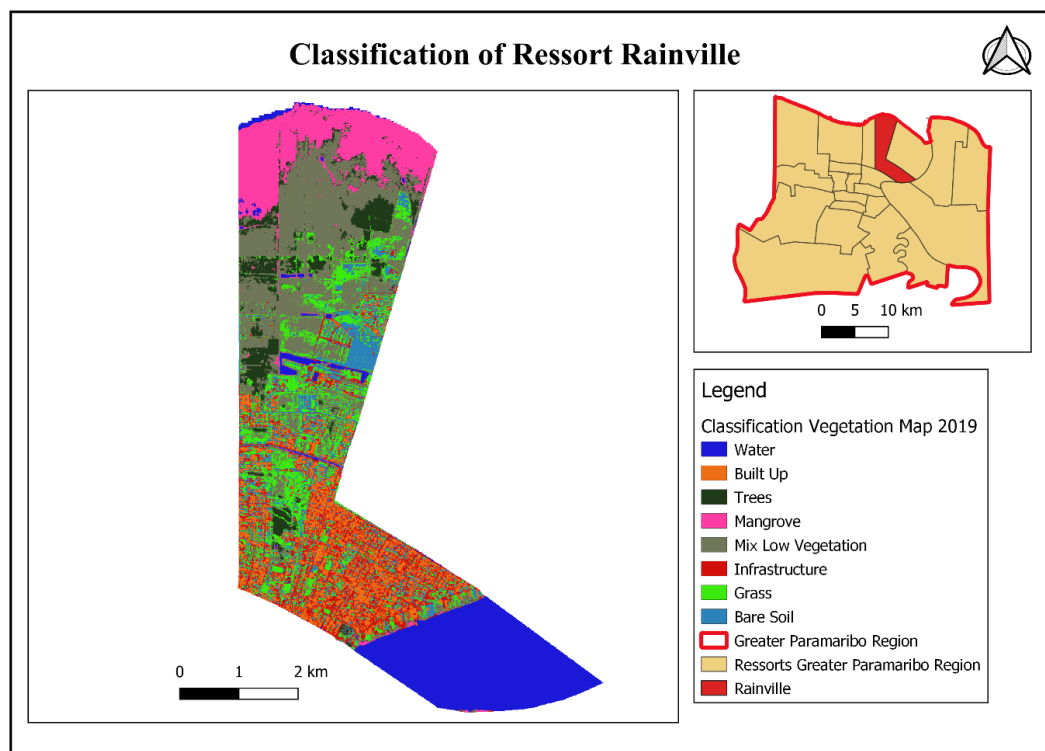 Classification of Ressort Rainville
0 1 2 km
0 5 10 km
Legend
Classification Vegetation Map 2019
Water
Built Up
Trees
Mangrove
Mix Low Vegetation
Infrastructure
Grass
Bare Soil
Greater Paramaribo Region
Ressorts Greater Paramaribo Region
Rainville